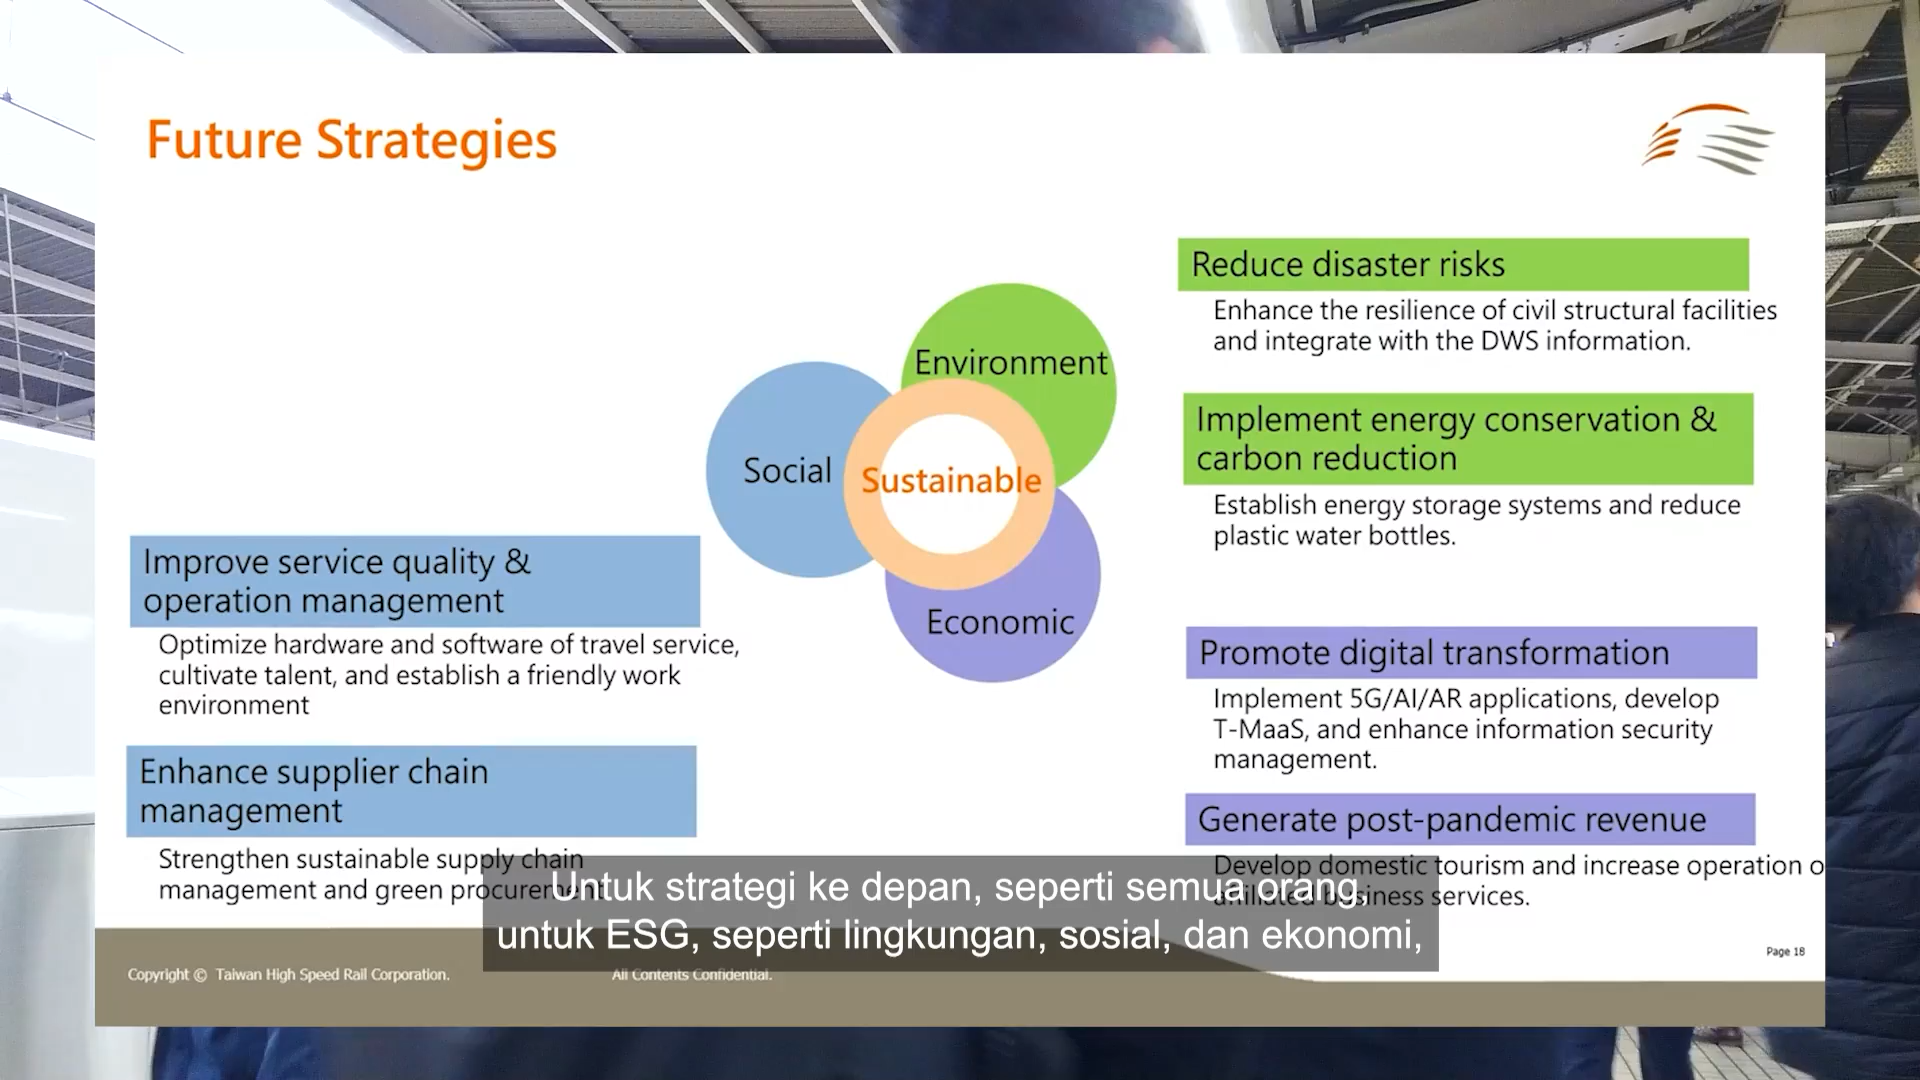 Future Strategies
Reduce disaster risks
Enhance the resilience of civil structural facilities
and integrate with the DWS information.
Environment
Implement energy conservation &
carbon reduction
Social
Sustainable
Establish energy storage systems and reduce
plastic water bottles.
Improve service quality &
operation management
Economic
Optimize hardware and software of travel service,
cultivate talent, and establish a friendly work
environment
Promote digital transformation
Implement 5G/AI/AR applications, develop
T-MaaS, and enhance information security
management.
Enhance supplier chain
management
Generate post-pandemic revenue
Strengthen sustainable supply chain
management and green procurement
Develop domestic tourism and increase operation o
affiliated business services.
Untuk strategi ke depan, seperti semua orang,
untuk ESG, seperti lingkungan, sosial, dan ekonomi,
Page 18
Copyright © Taiwan High Speed Rail Corporation.
All Contents Confidential.